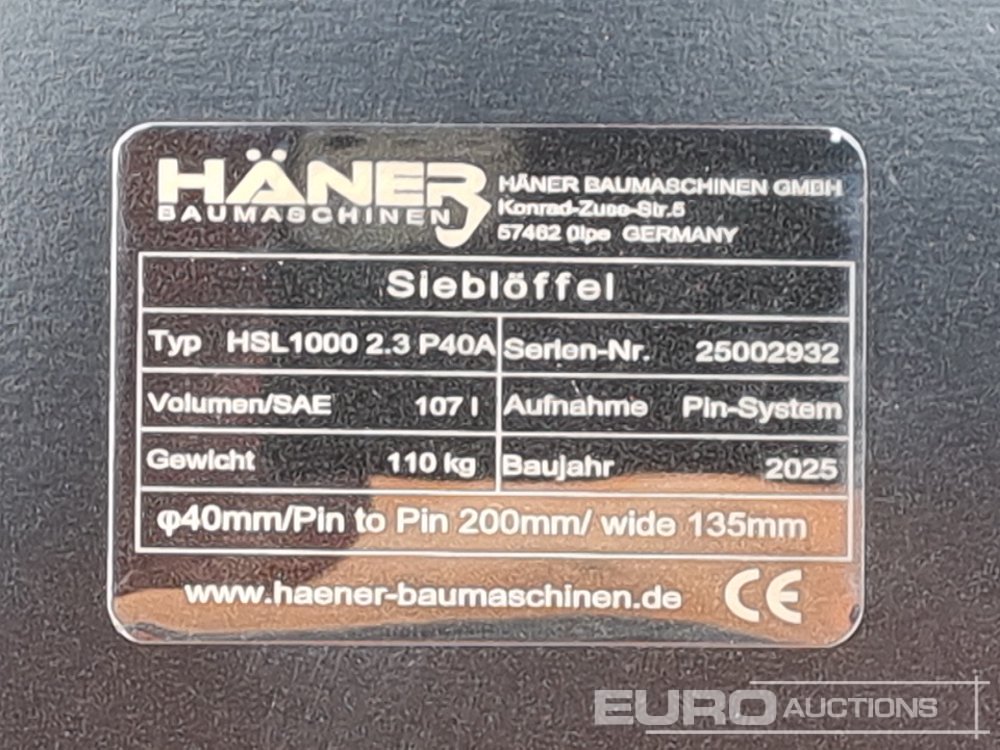 HÄNER
BAUMASCHINEN
HÄNER BAUMASCHINEN GMBH
Konrad-Zuse-Str.5
57462 Olpe GERMANY
Sieblöffel
Typ HSL1000 2.3 P40A Serien-Nr. 25002932
Volumen/SAE 107 l Aufnahme Pin-System
Gewicht 110 kg Baujahr 2025
φ40mm/Pin to Pin 200mm/ wide 135mm
www.haener-baumaschinen.de CE
EURO AUCTIONS